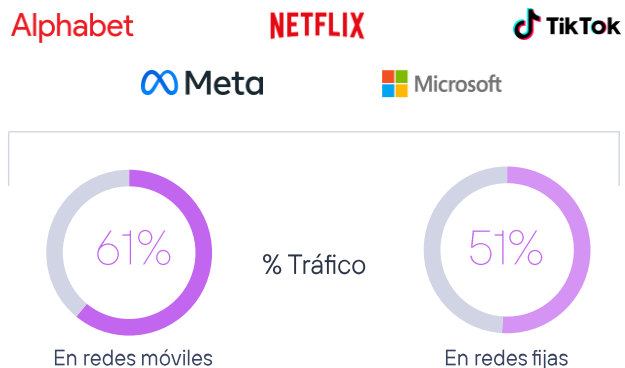 Alphabet
NETFLIX
TikTok
Meta
Microsoft
61%
% Tráfico
51%
En redes móviles
En redes fijas